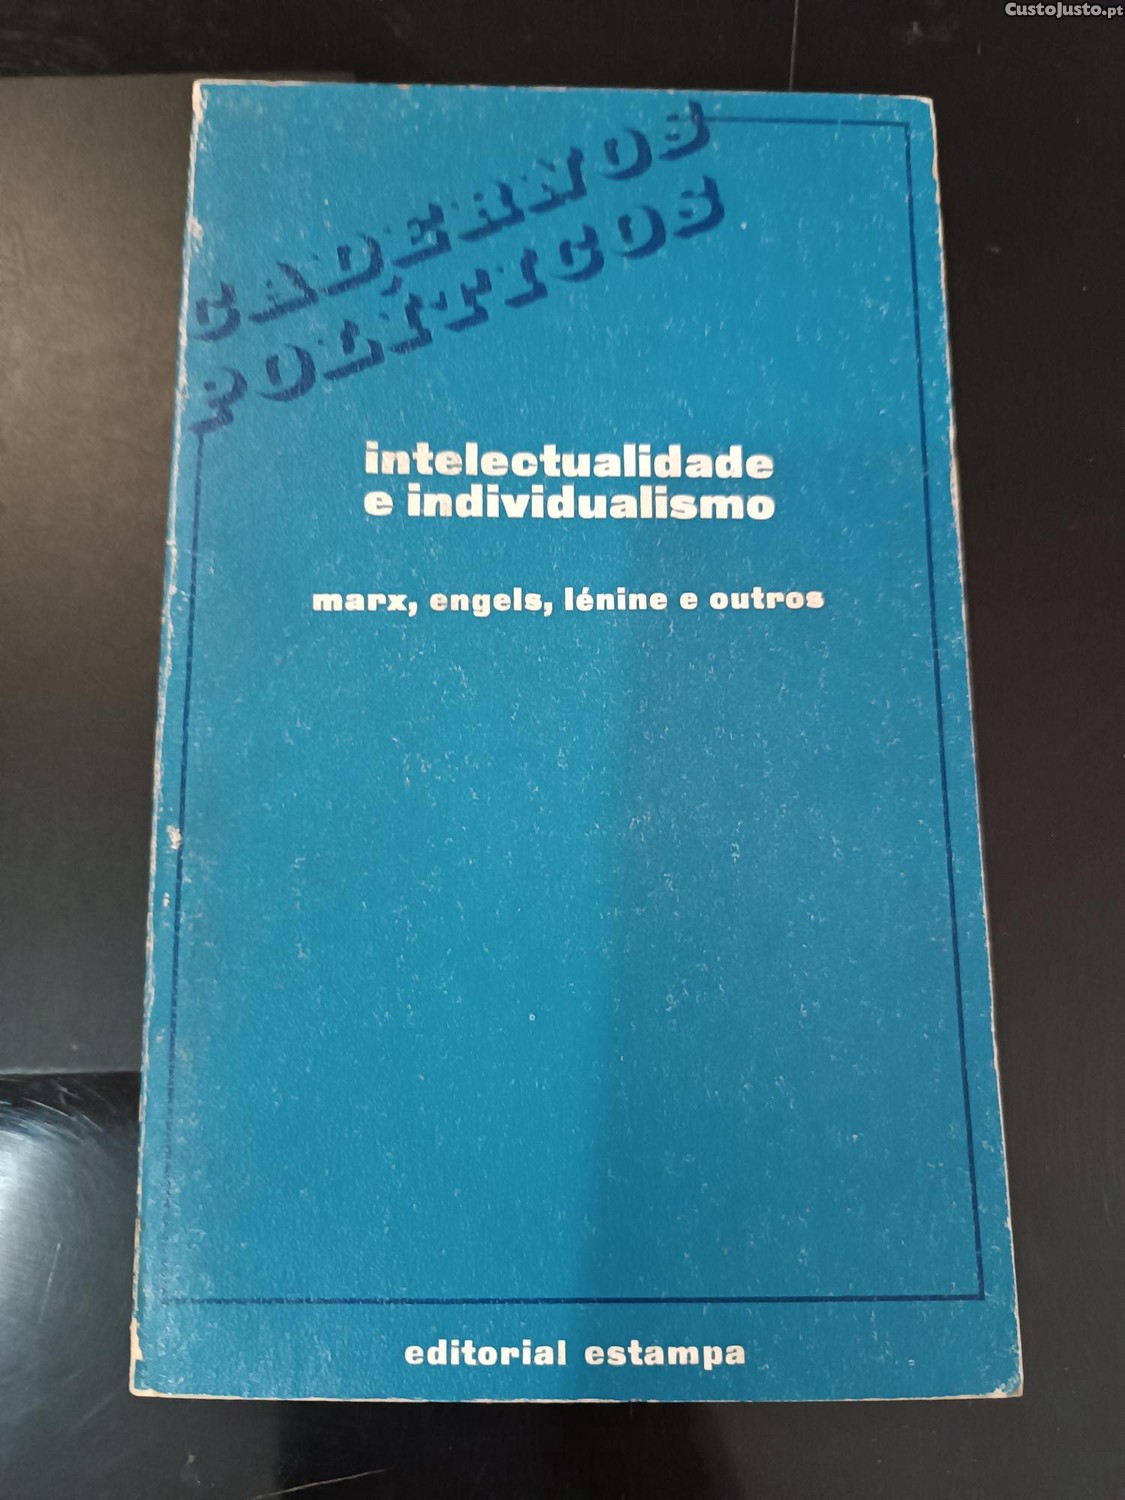 CustoJusto.pt
CADERNOS
POLÍTICOS
intelectualidade
e individualismo
marx, engels, lénine e outros
editorial estampa